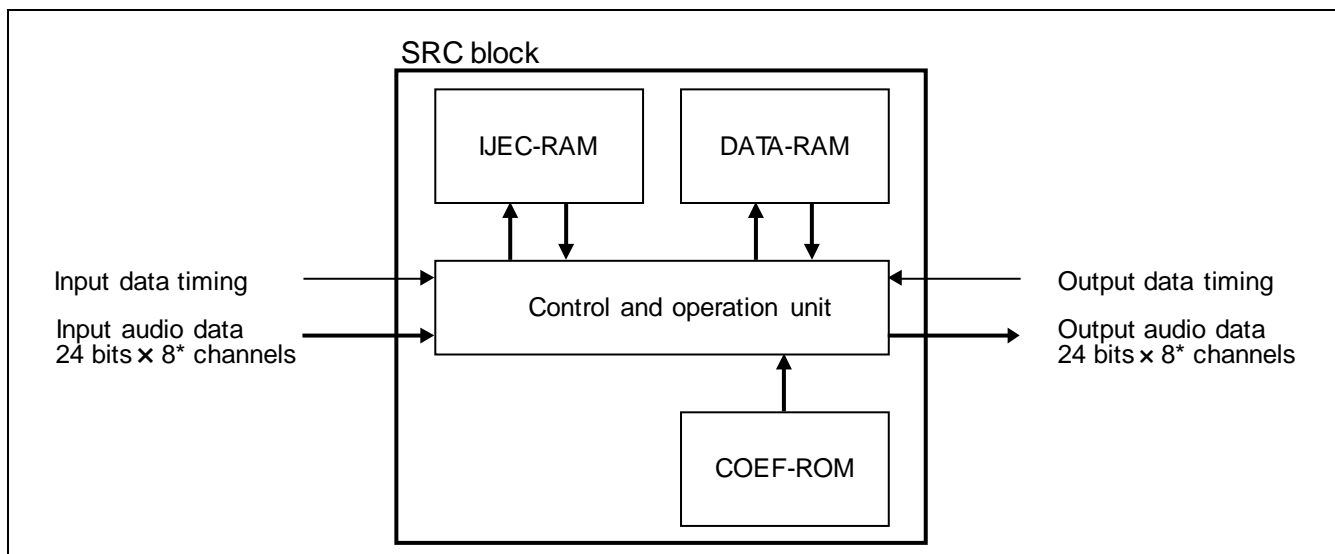 SRC block
IJEC-RAM
DATA-RAM
Input data timing
Control and operation unit
Output data timing
Input audio data
24 bits × 8* channels
Output audio data
24 bits × 8* channels
COEF-ROM